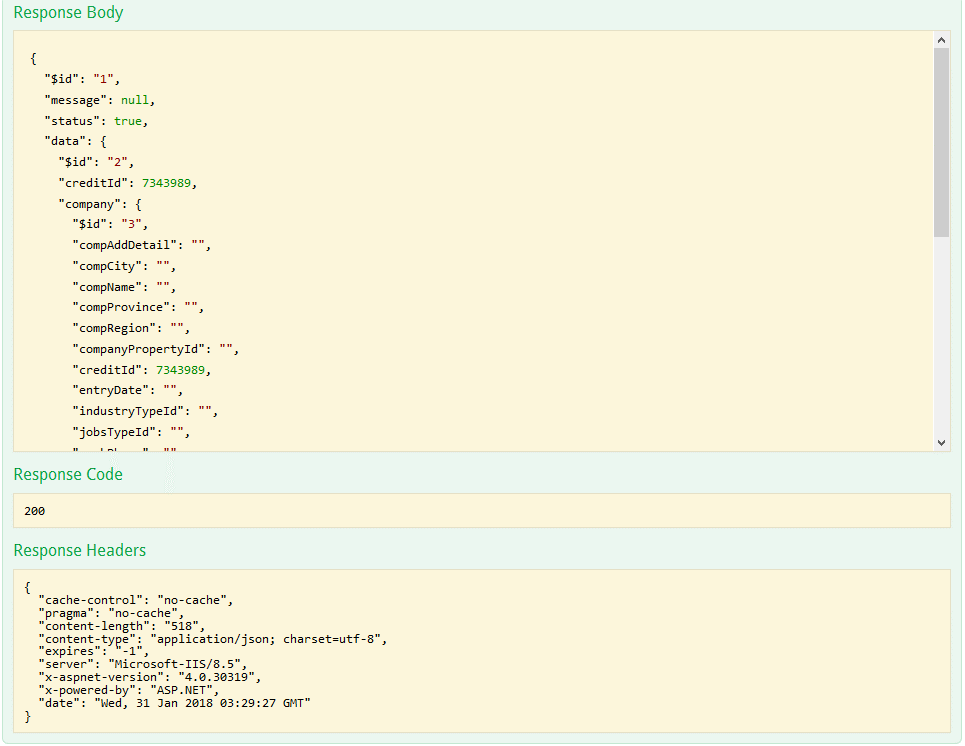 Response Body
{
"$id": "1",
"message": null,
"status": true,
"data": {
"$id": "2",
"creditId": 7343989,
"company": {
"$id": "3",
"compAddDetail": "",
"compCity": "",
"compName": "",
"compProvince": "",
"compRegion": "",
"companyPropertyId": "",
"creditId": 7343989,
"entryDate": "",
"industryTypeId": "",
"jobsTypeId": "",
Response Code
200
Response Headers
{
"cache-control": "no-cache",
"pragma": "no-cache",
"content-length": "518",
"content-type": "application/json; charset=utf-8",
"expires": "-1",
"server": "Microsoft-IIS/8.5",
"x-aspnet-version": "4.0.30319",
"x-powered-by": "ASP.NET",
"date": "Wed, 31 Jan 2018 03:29:27 GMT"
}